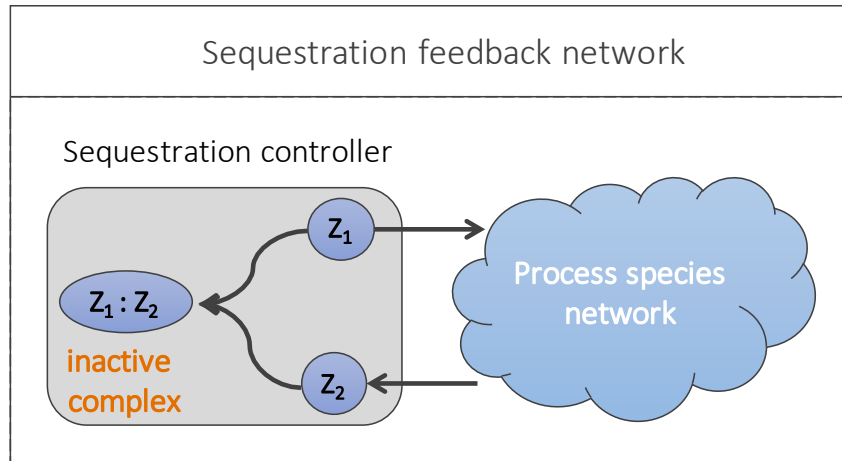 Sequestration feedback network
Sequestration controller
Z₁
Z₁ : Z₂
Process species
network
inactive
complex
Z₂